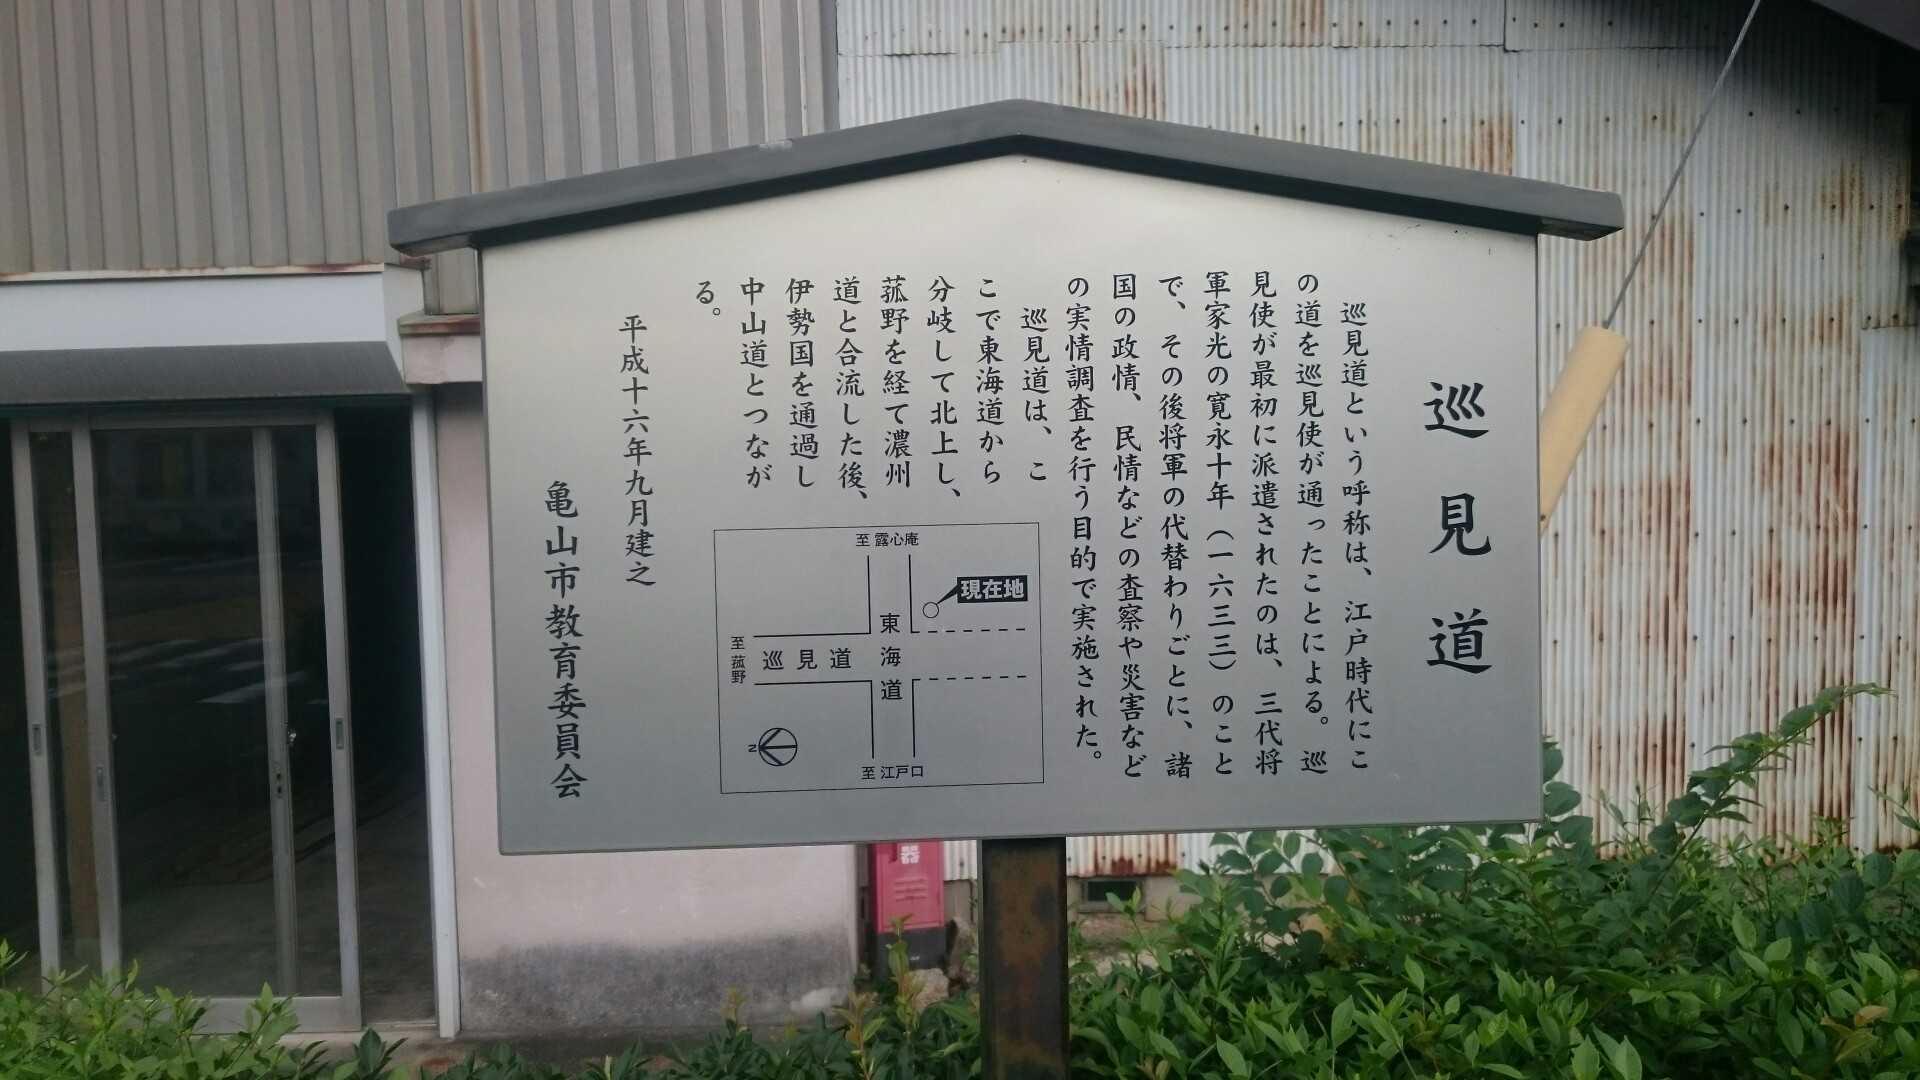 巡見道
巡見道という呼称は、江戸時代にこ
の道を巡見使が通ったことによる。巡
見使が最初に派遣されたのは、三代将
軍家光の寛永十年（一六三三）のこと
で、その後将軍の代替わりごとに、諸
国の政情、民情などの査察や災害など
の実情調査を行う目的で実施された。
巡見道は、こ
こで東海道から
分岐して北上し、
菰野を経て濃州
道と合流した後、
伊勢国を通過し
中山道とつなが
る。
平成十六年九月建之
亀山市教育委員会
至露心庵
現在地
東海道
巡見道
至菰野
至江戸口
N
器